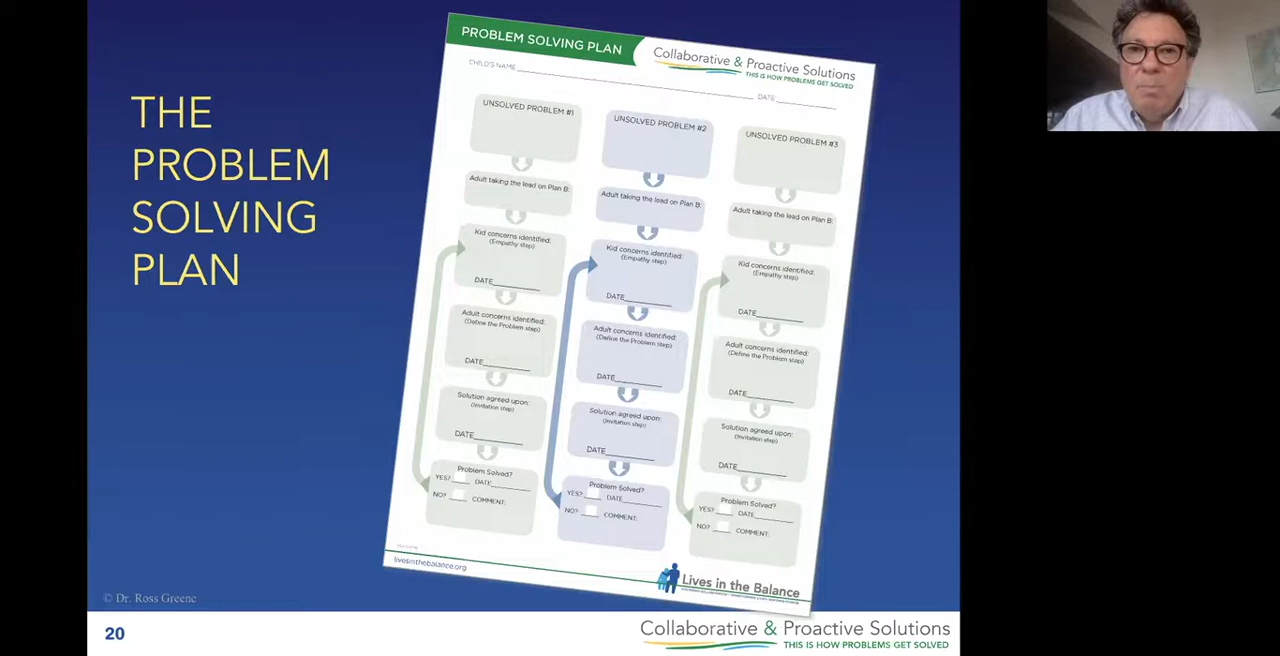 THE
PROBLEM
SOLVING
PLAN
PROBLEM SOLVING PLAN
Collaborative & Proactive Solutions
THIS IS HOW PROBLEMS GET SOLVED
CHILD'S NAME DATE
UNSOLVED PROBLEM #1
Adult taking the lead on Plan B:
Kid concerns identified:
(Empathy step)
DATE
Adult concerns identified:
(Define the Problem step)
DATE
Solution agreed upon:
(Invitation step)
DATE
Problem Solved?
YES? DATE
NO? COMMENT:
UNSOLVED PROBLEM #2
Adult taking the lead on Plan B:
Kid concerns identified:
(Empathy step)
DATE
Adult concerns identified:
(Define the Problem step)
DATE
Solution agreed upon:
(Invitation step)
DATE
Problem Solved?
YES? DATE
NO? COMMENT:
UNSOLVED PROBLEM #3
Adult taking the lead on Plan B:
Kid concerns identified:
(Empathy step)
DATE
Adult concerns identified:
(Define the Problem step)
DATE
Solution agreed upon:
(Invitation step)
DATE
Problem Solved?
YES? DATE
NO? COMMENT:
livesinthebalance.org
Lives in the Balance
© Dr. Ross Greene
20
Collaborative & Proactive Solutions
THIS IS HOW PROBLEMS GET SOLVED